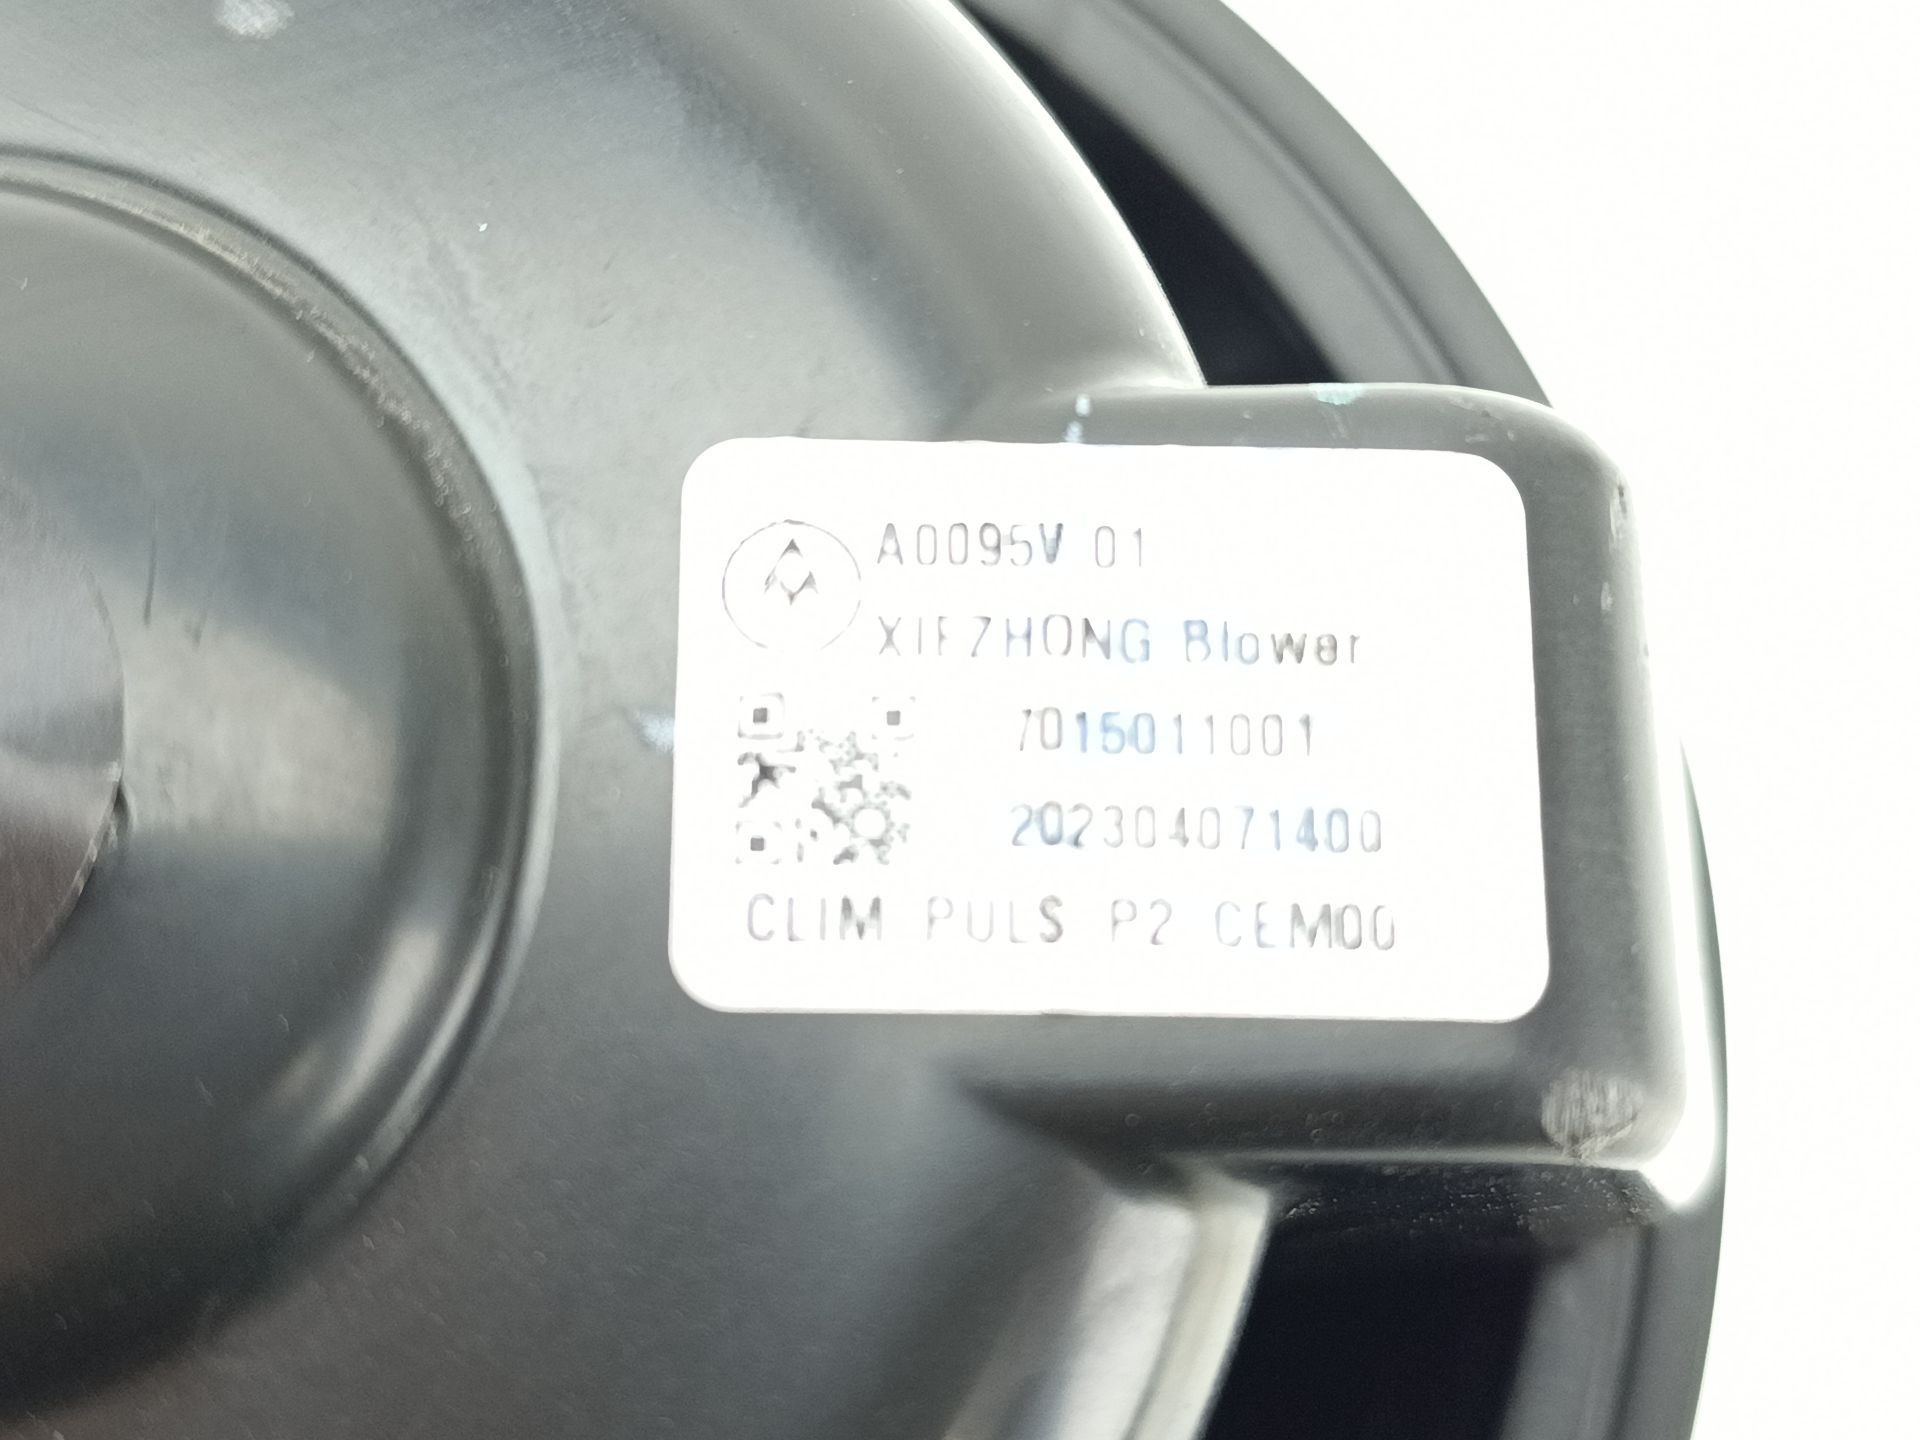 A0095V 01
XIEZHONG Blower
7015011001
202304071400
CLIM PULS P2 CEM00